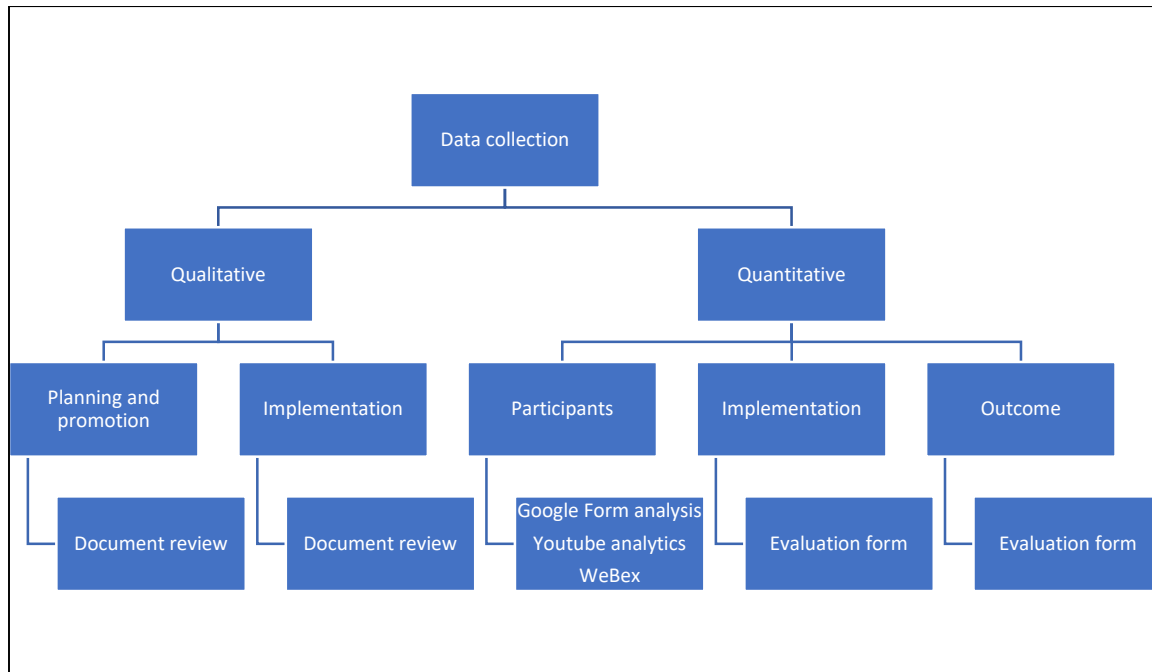 Data collection
Qualitative
Quantitative
Planning and
promotion
Implementation
Participants
Implementation
Outcome
Document review
Document review
Google Form analysis
Youtube analytics
WeBex
Evaluation form
Evaluation form